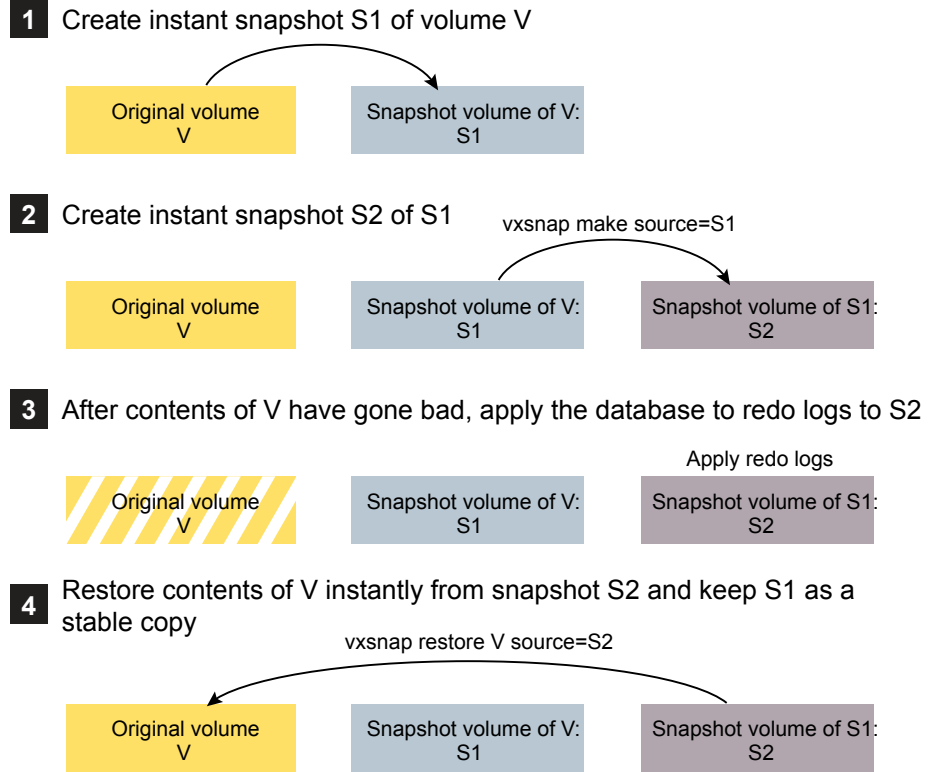 1 Create instant snapshot S1 of volume V
Original volume
V
Snapshot volume of V:
S1
2 Create instant snapshot S2 of S1
vxsnap make source=S1
Original volume
V
Snapshot volume of V:
S1
Snapshot volume of S1:
S2
3 After contents of V have gone bad, apply the database to redo logs to S2
Apply redo logs
Original volume
V
Snapshot volume of V:
S1
Snapshot volume of S1:
S2
4 Restore contents of V instantly from snapshot S2 and keep S1 as a
stable copy
vxsnap restore V source=S2
Original volume
V
Snapshot volume of V:
S1
Snapshot volume of S1:
S2